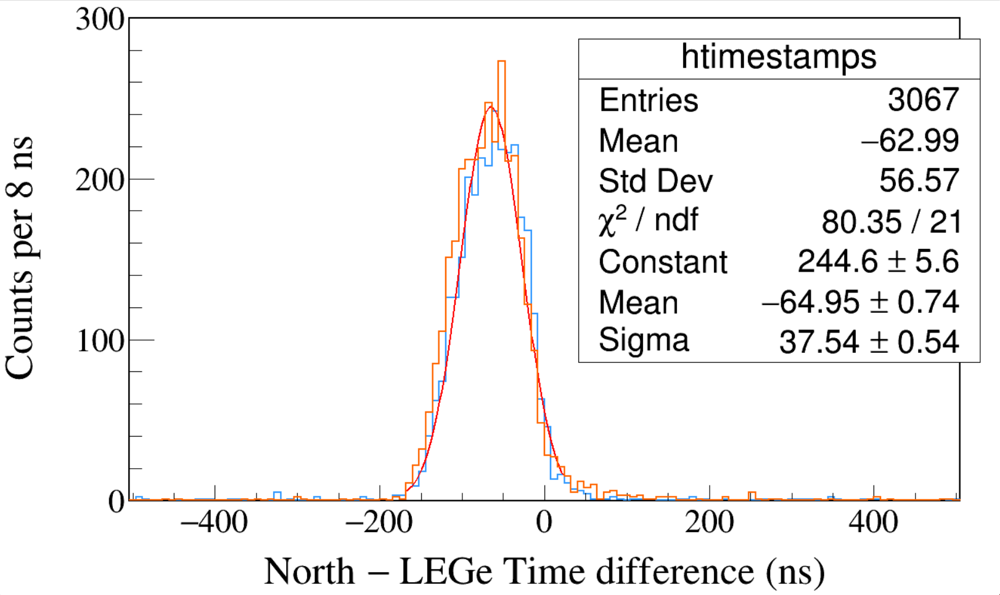 300
200
100
0
Counts per 8 ns
htimestamps
Entries 3067
Mean −62.99
Std Dev 56.57
χ² / ndf 80.35 / 21
Constant 244.6 ± 5.6
Mean −64.95 ± 0.74
Sigma 37.54 ± 0.54
−400 −200 0 200 400
North − LEGe Time difference (ns)